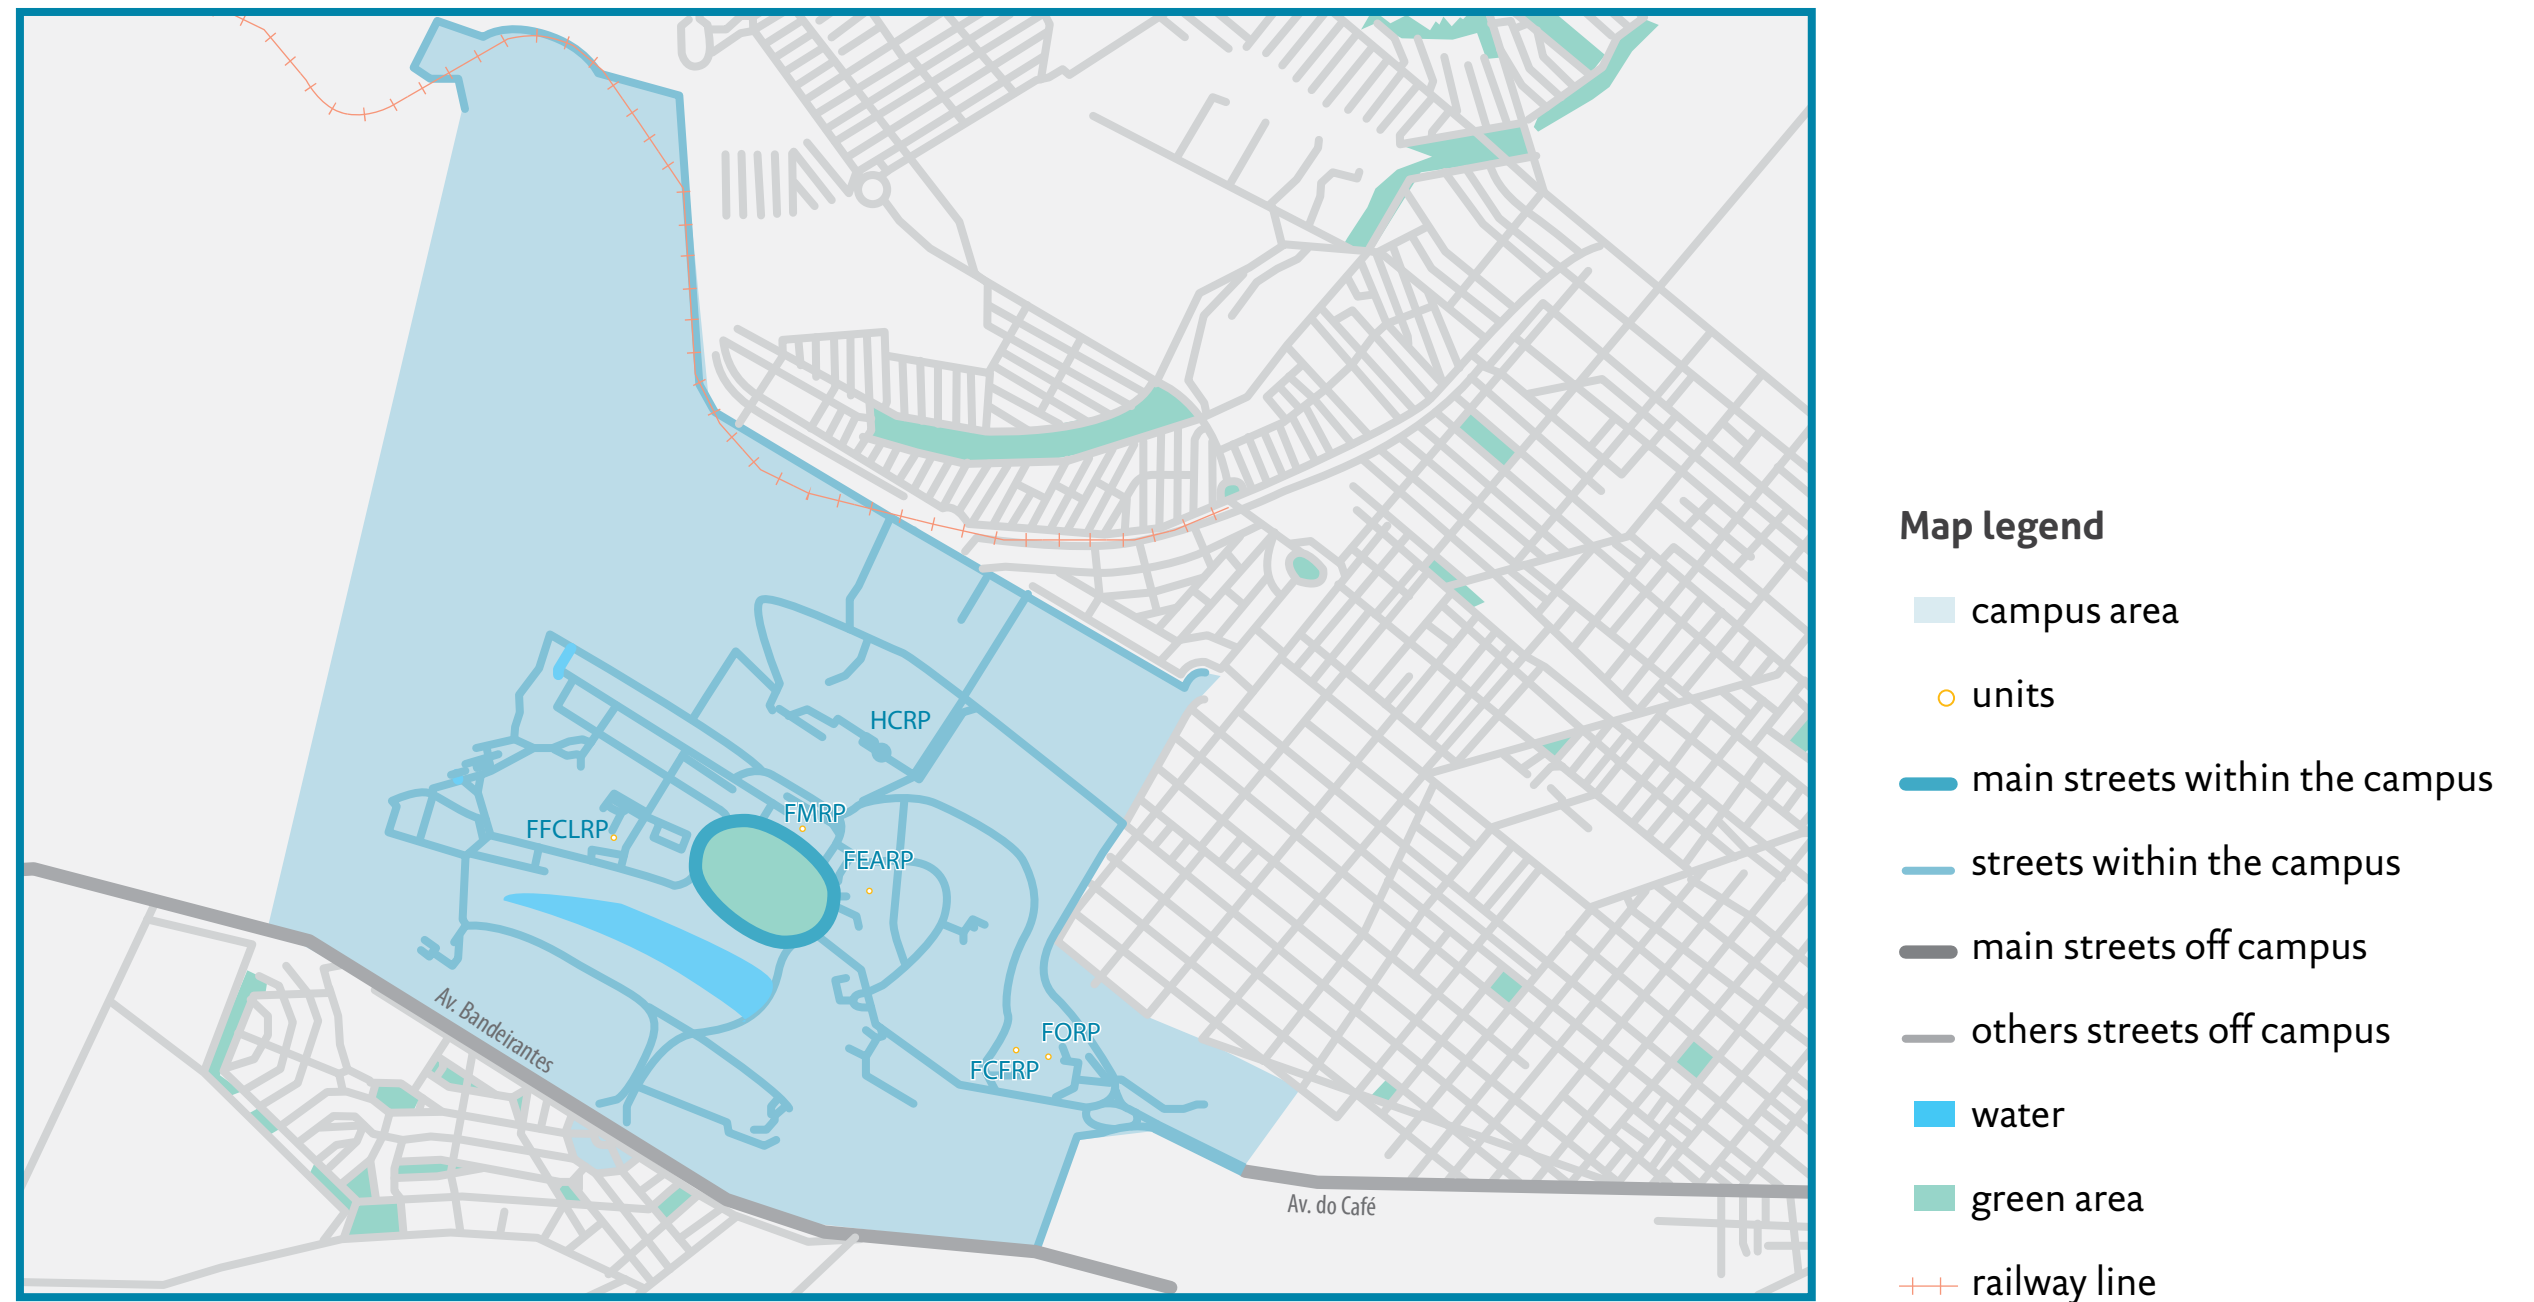 HCRP
FMRP
FFCLRP
FEARP
Av. Bandeirantes
FORP
FCFRP
Av. do Café
Map legend
campus area
units
main streets within the campus
streets within the campus
main streets off campus
others streets off campus
water
green area
railway line